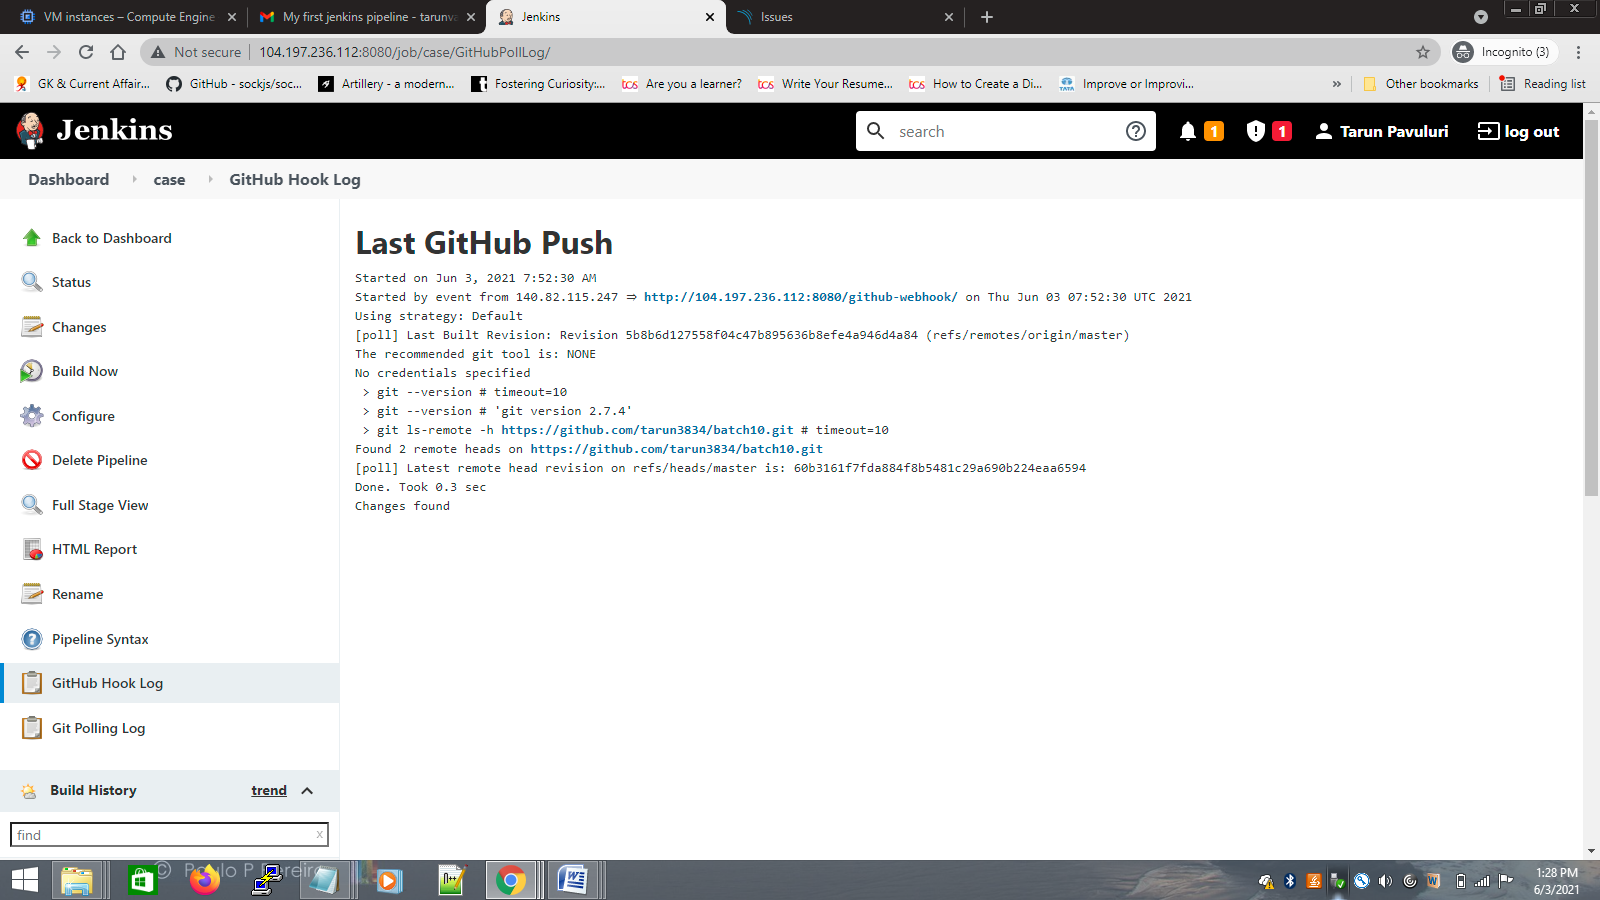 VM instances – Compute Engine
My first jenkins pipeline - tarunva
Jenkins
Issues
Not secure
104.197.236.112:8080/job/case/GitHubPollLog/
Incognito (3)
GK & Current Affair...
GitHub - sockjs/soc...
Artillery - a modern...
Fostering Curiosity:...
Are you a learner?
Write Your Resume...
How to Create a Di...
Improve or Improvi...
»
Other bookmarks
Reading list
Jenkins
search
1
1
Tarun Pavuluri
log out
Dashboard
case
GitHub Hook Log
Back to Dashboard
Status
Changes
Build Now
Configure
Delete Pipeline
Full Stage View
HTML Report
Rename
Pipeline Syntax
GitHub Hook Log
Git Polling Log
Build History
trend
find
x
Last GitHub Push
Started on Jun 3, 2021 7:52:30 AM
Started by event from 140.82.115.247 ⇒ http://104.197.236.112:8080/github-webhook/ on Thu Jun 03 07:52:30 UTC 2021
Using strategy: Default
[poll] Last Built Revision: Revision 5b8b6d127558f04c47b895636b8efe4a946d4a84 (refs/remotes/origin/master)
The recommended git tool is: NONE
No credentials specified
> git --version # timeout=10
> git --version # 'git version 2.7.4'
> git ls-remote -h https://github.com/tarun3834/batch10.git # timeout=10
Found 2 remote heads on https://github.com/tarun3834/batch10.git
[poll] Latest remote head revision on refs/heads/master is: 60b3161f7fda884f8b5481c29a690b224eaa6594
Done. Took 0.3 sec
Changes found
1:28 PM
6/3/2021